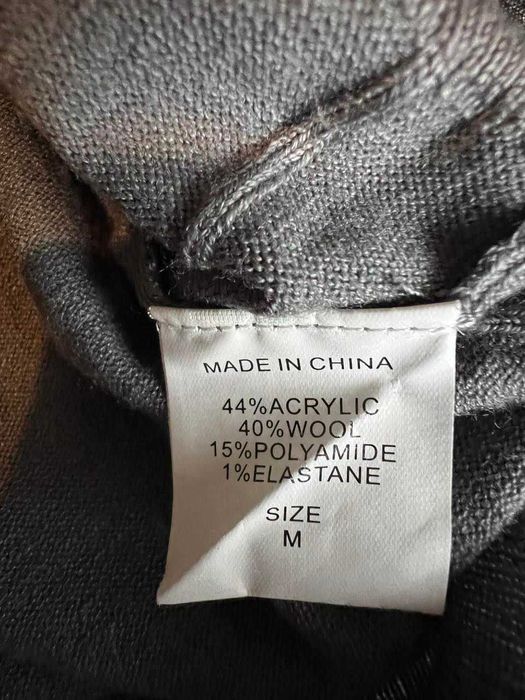 MADE IN CHINA
44%ACRYLIC
40%WOOL
15%POLYAMIDE
1%ELASTANE
SIZE
M